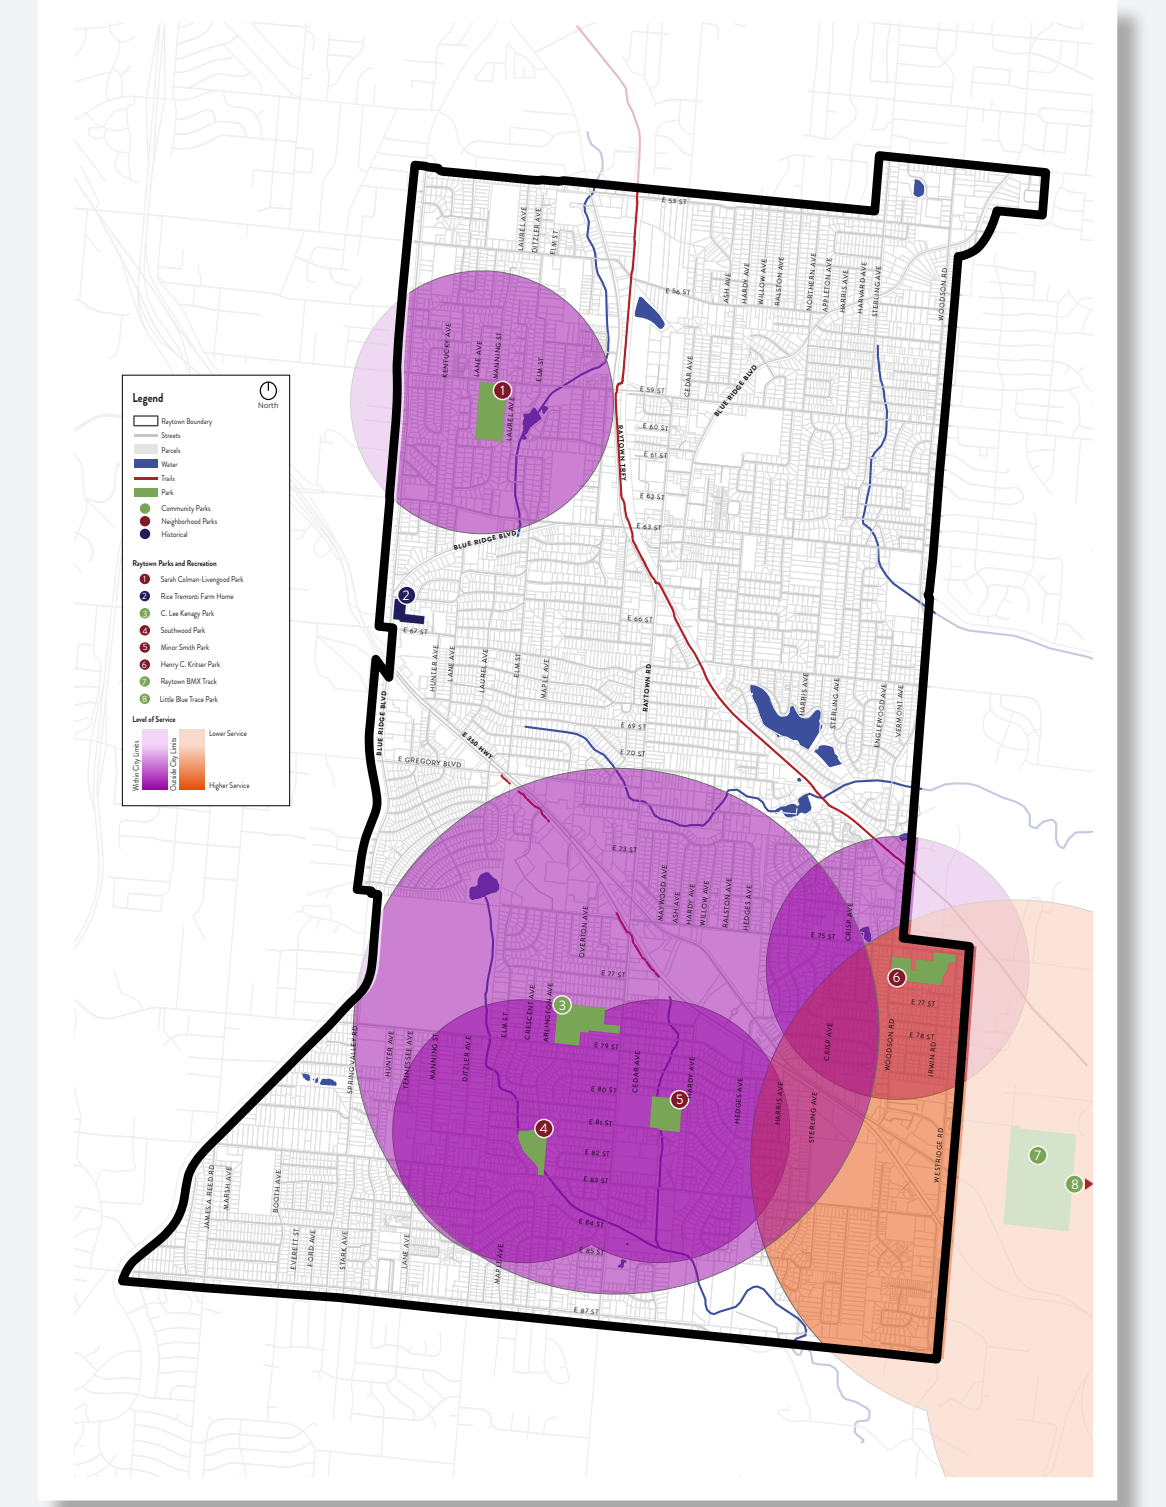 Legend
North
Raytown Boundary
Streets
Parcels
Water
Trails
Park
Community Parks
Neighborhood Parks
Historical
Raytown Parks and Recreation
1 Sarah Colman-Livengood Park
2 Rice Tremonti Farm Home
3 C. Lee Kenagy Park
4 Southwood Park
5 Minor Smith Park
6 Henry C. Kritser Park
7 Raytown BMX Track
8 Little Blue Trace Park
Level of Service
Within City Limits
Outside City Limits
Lower Service
Higher Service
E 53 ST
LAUREL AVE
DITZLER AVE
ELM ST
E 56 ST
ASH AVE
HARDY AVE
WILLOW AVE
RALSTON AVE
NORTHERN AVE
APPLETON AVE
HARRIS AVE
HARVARD AVE
STERLING AVE
WOODSON RD
KENTUCKY AVE
LANE AVE
MANNING ST
ELM ST
LAUREL AVE
1
CEDAR AVE
BLUE RIDGE BLVD
E 59 ST
E 60 ST
E 61 ST
RAYTOWN TRFY
E 62 ST
E 63 ST
BLUE RIDGE BLVD
2
E 67 ST
E 66 ST
HUNTER AVE
LANE AVE
LAUREL AVE
ELM ST
MAPLE AVE
RAYTOWN RD
HARRIS AVE
STERLING AVE
ENGLEWOOD AVE
VERMONT AVE
BLUE RIDGE BLVD
E 69 ST
E 350 HWY
E 70 ST
E GREGORY BLVD
E 73 ST
MAYWOOD AVE
ASH AVE
HARDY AVE
WILLOW AVE
RALSTON AVE
HEDGES AVE
OVERTON AVE
E 75 ST
CRISP AVE
E 77 ST
6
E 77 ST
3
CRESCENT AVE
ARLINGTON AVE
ELM ST
E 79 ST
SPRING VALLEY RD
HUNTER AVE
TENNESSEE AVE
MANNING ST
DITZLER AVE
CEDAR AVE
HARDY AVE
HEDGES AVE
HARRIS AVE
STERLING AVE
CRISP AVE
WOODSON RD
E 78 ST
IRWIN RD
E 80 ST
5
E 81 ST
4
E 82 ST
E 83 ST
WESTRIDGE RD
7
8
JAMES A REED RD
MARSH AVE
BOOTH AVE
EVERETT ST
FORD AVE
STARK AVE
LANE AVE
MAPLE AVE
E 84 ST
E 85 ST
E 87 ST